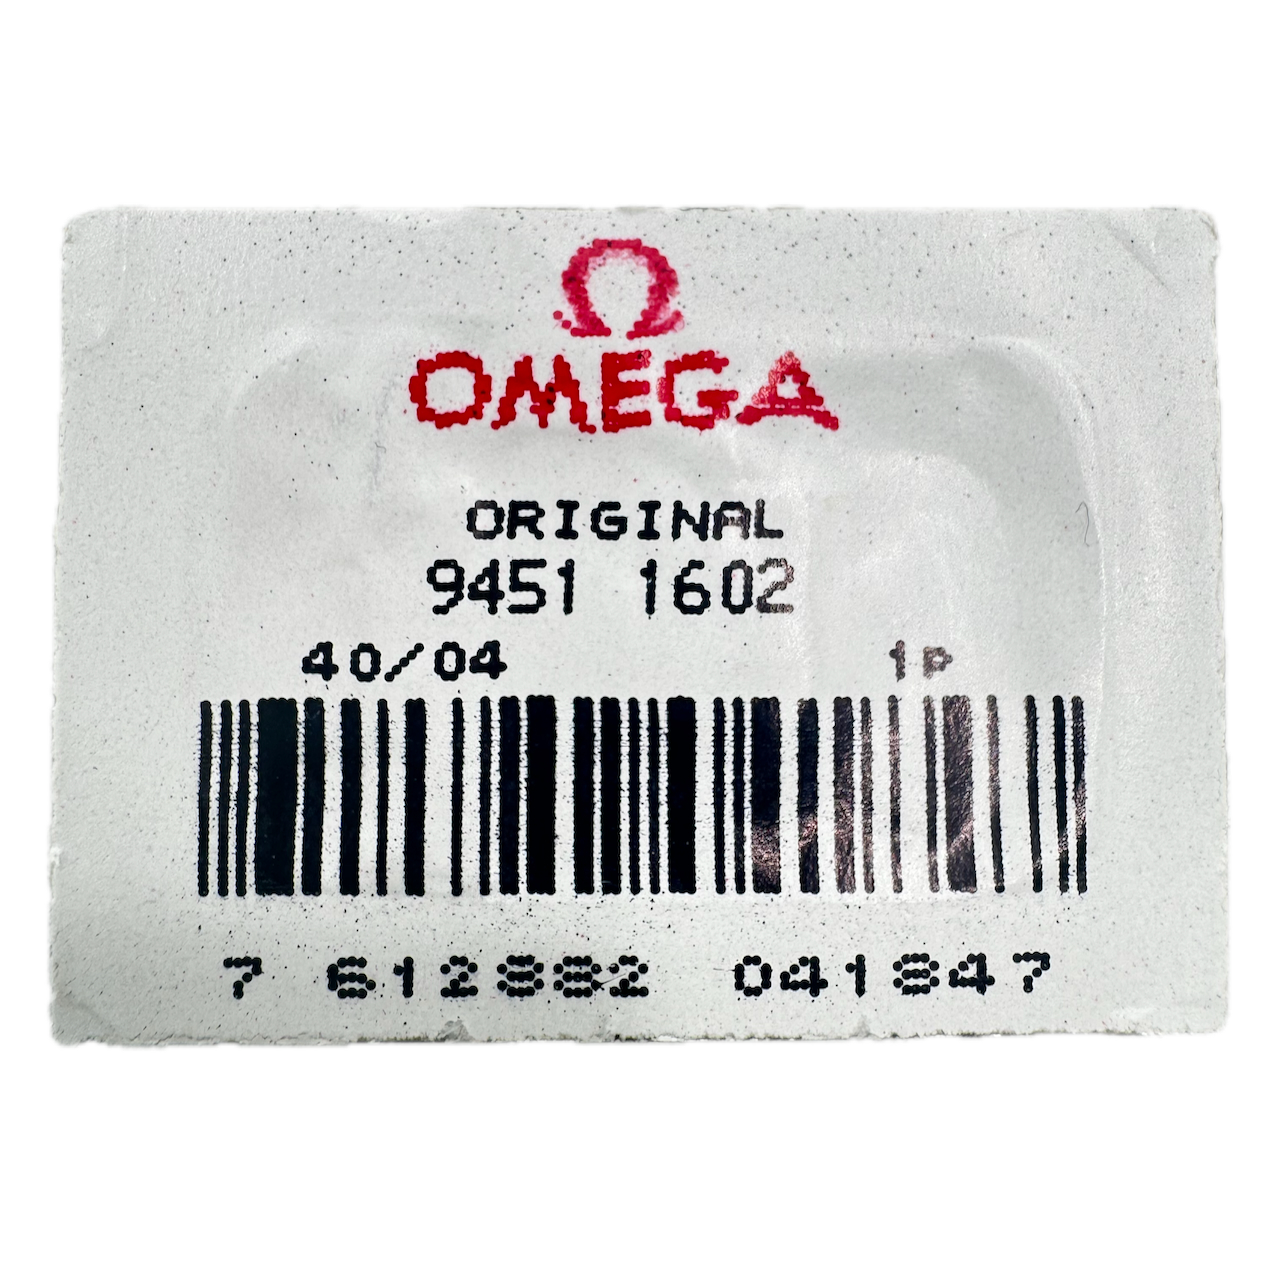 OMEGA
ORIGINAL
9451 1602
40/04 1P
7 612882 041847